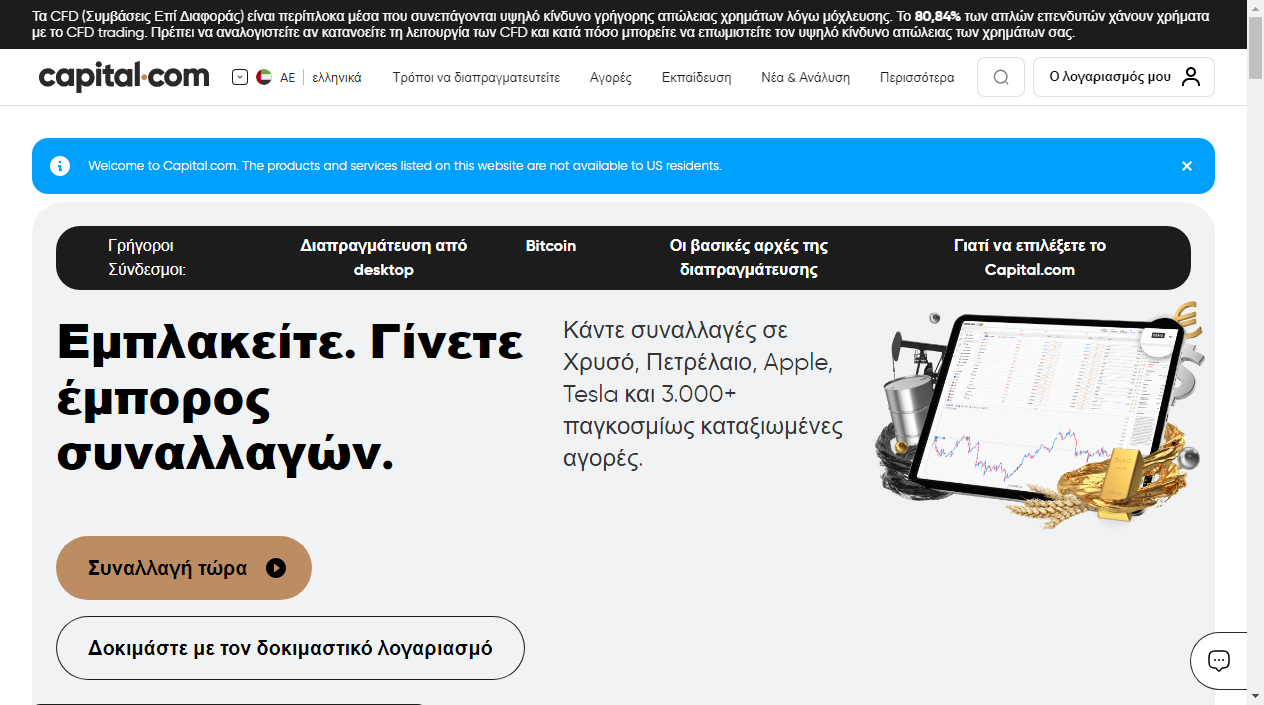 Τα CFD (Συμβάσεις Επί Διαφοράς) είναι περίπλοκα μέσα που συνεπάγονται υψηλό κίνδυνο γρήγορης απώλειας χρημάτων λόγω μόχλευσης. Το 80,84% των απλών επενδυτών χάνουν χρήματα
με το CFD trading. Πρέπει να αναλογιστείτε αν κατανοείτε τη λειτουργία των CFD και κατά πόσο μπορείτε να επωμιστείτε τον υψηλό κίνδυνο απώλειας των χρημάτων σας.
capital.com AE ελληνικά Τρόποι να διαπραγματευτείτε Αγορές Εκπαίδευση Νέα & Ανάλυση Περισσότερα Ο λογαριασμός μου
Welcome to Capital.com. The products and services listed on this website are not available to US residents.
Γρήγοροι
Σύνδεσμοι:
Διαπραγμάτευση από
desktop
Bitcoin
Οι βασικές αρχές της
διαπραγμάτευσης
Γιατί να επιλέξετε το
Capital.com
Εμπλακείτε. Γίνετε
έμπορος
συναλλαγών.
Κάντε συναλλαγές σε
Χρυσό, Πετρέλαιο, Apple,
Tesla και 3.000+
παγκοσμίως καταξιωμένες
αγορές.
Συναλλαγή τώρα
Δοκιμάστε με τον δοκιμαστικό λογαριασμό